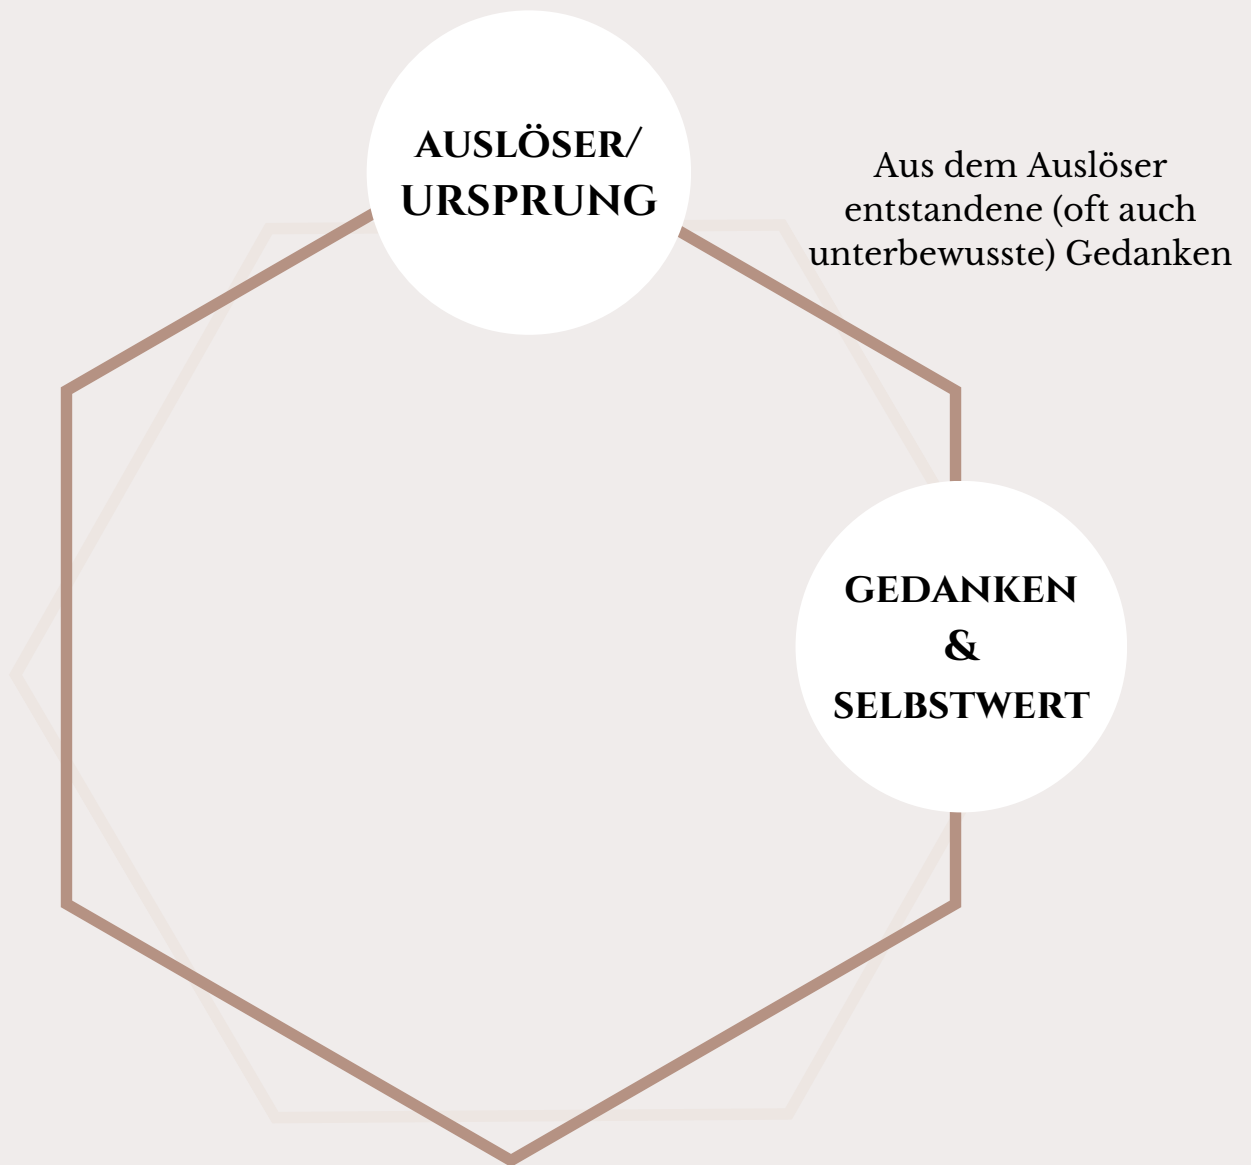 AUSLÖSER/
URSPRUNG
Aus dem Auslöser
entstandene (oft auch
unterbewusste) Gedanken
GEDANKEN
&
SELBSTWERT